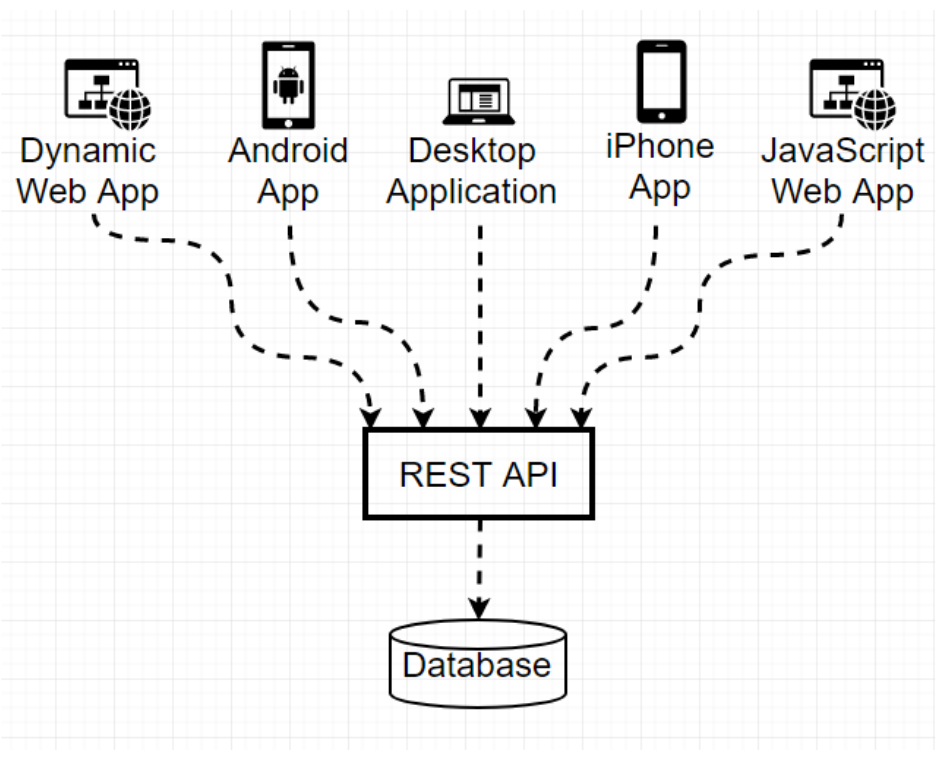 Dynamic
Web App
Android
App
Desktop
Application
iPhone
App
JavaScript
Web App
REST API
Database